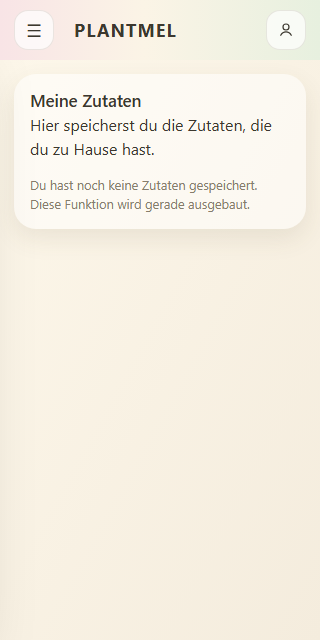 PLANTMEL
Meine Zutaten
Hier speicherst du die Zutaten, die
du zu Hause hast.
Du hast noch keine Zutaten gespeichert.
Diese Funktion wird gerade ausgebaut.